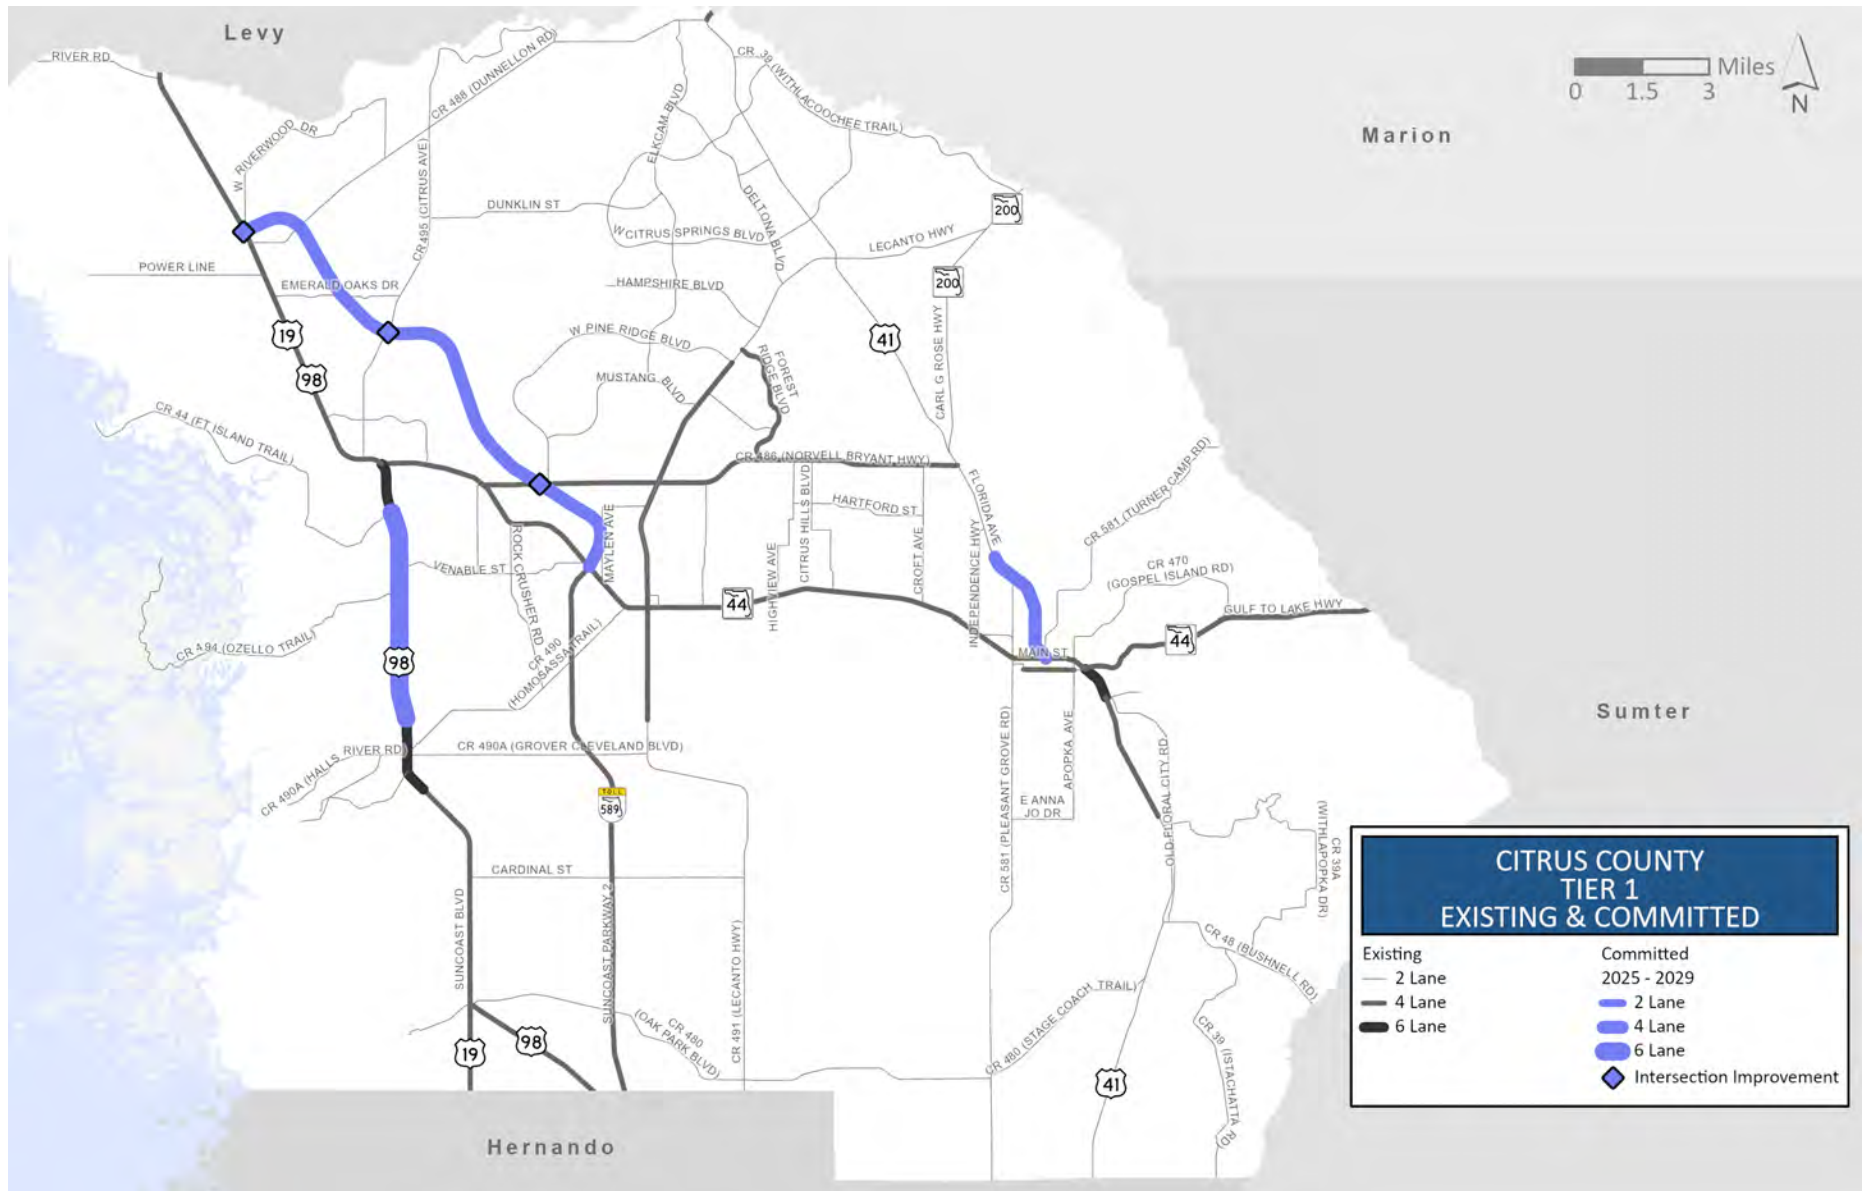 Levy
RIVER RD
CR 488 (DUNNELLON RD)
CR 39 (WITHLACOOCHEE TRAIL)
Miles
0 1.5 3
N
Marion
W RIVERWOOD DR
ELKCAM BLVD
CR 495 (CITRUS AVE)
DUNKLIN ST
DELTONA BLVD
200
W CITRUS SPRINGS BLVD
LECANTO HWY
POWER LINE
EMERALD OAKS DR
HAMPSHIRE BLVD
200
19
W PINE RIDGE BLVD
41
CARL G ROSE HWY
98
MUSTANG BLVD
FOREST
RIDGE BLVD
CR 44 (FT ISLAND TRAIL)
CR 486 (NORVELL BRYANT HWY)
CITRUS HILLS BLVD
HARTFORD ST
FLORIDA AVE
CR 581 (TURNER CAMP RD)
MAYLEN AVE
ROCK CRUSHER RD
HIGHVIEW AVE
CROFT AVE
INDEPENDENCE HWY
VENABLE ST
CR 470
(GOSPEL ISLAND RD)
44
GULF TO LAKE HWY
CR 494 (OZELLO TRAIL)
CR 490
(HOMOSASSA TRAIL)
44
98
MAIN ST
Sumter
CR 490A (HALLS RIVER RD)
CR 490A (GROVER CLEVELAND BLVD)
CR 581 (PLEASANT GROVE RD)
APOPKA AVE
OLD FLORAL CITY RD
TOLL
589
E ANNA
JO DR
CR 39A
(WITHLAPOPKA DR)
CARDINAL ST
SUNCOAST BLVD
SUNCOAST PARKWAY 2
CR 491 (LECANTO HWY)
CR 48 (BUSHNELL RD)
CR 480
(OAK PARK BLVD)
CR 480 (STAGE COACH TRAIL)
CR 39 (ISTACHATTA RD)
19
98
41
Hernando
CITRUS COUNTY
TIER 1
EXISTING & COMMITTED
Existing
2 Lane
4 Lane
6 Lane
Committed
2025 - 2029
2 Lane
4 Lane
6 Lane
Intersection Improvement